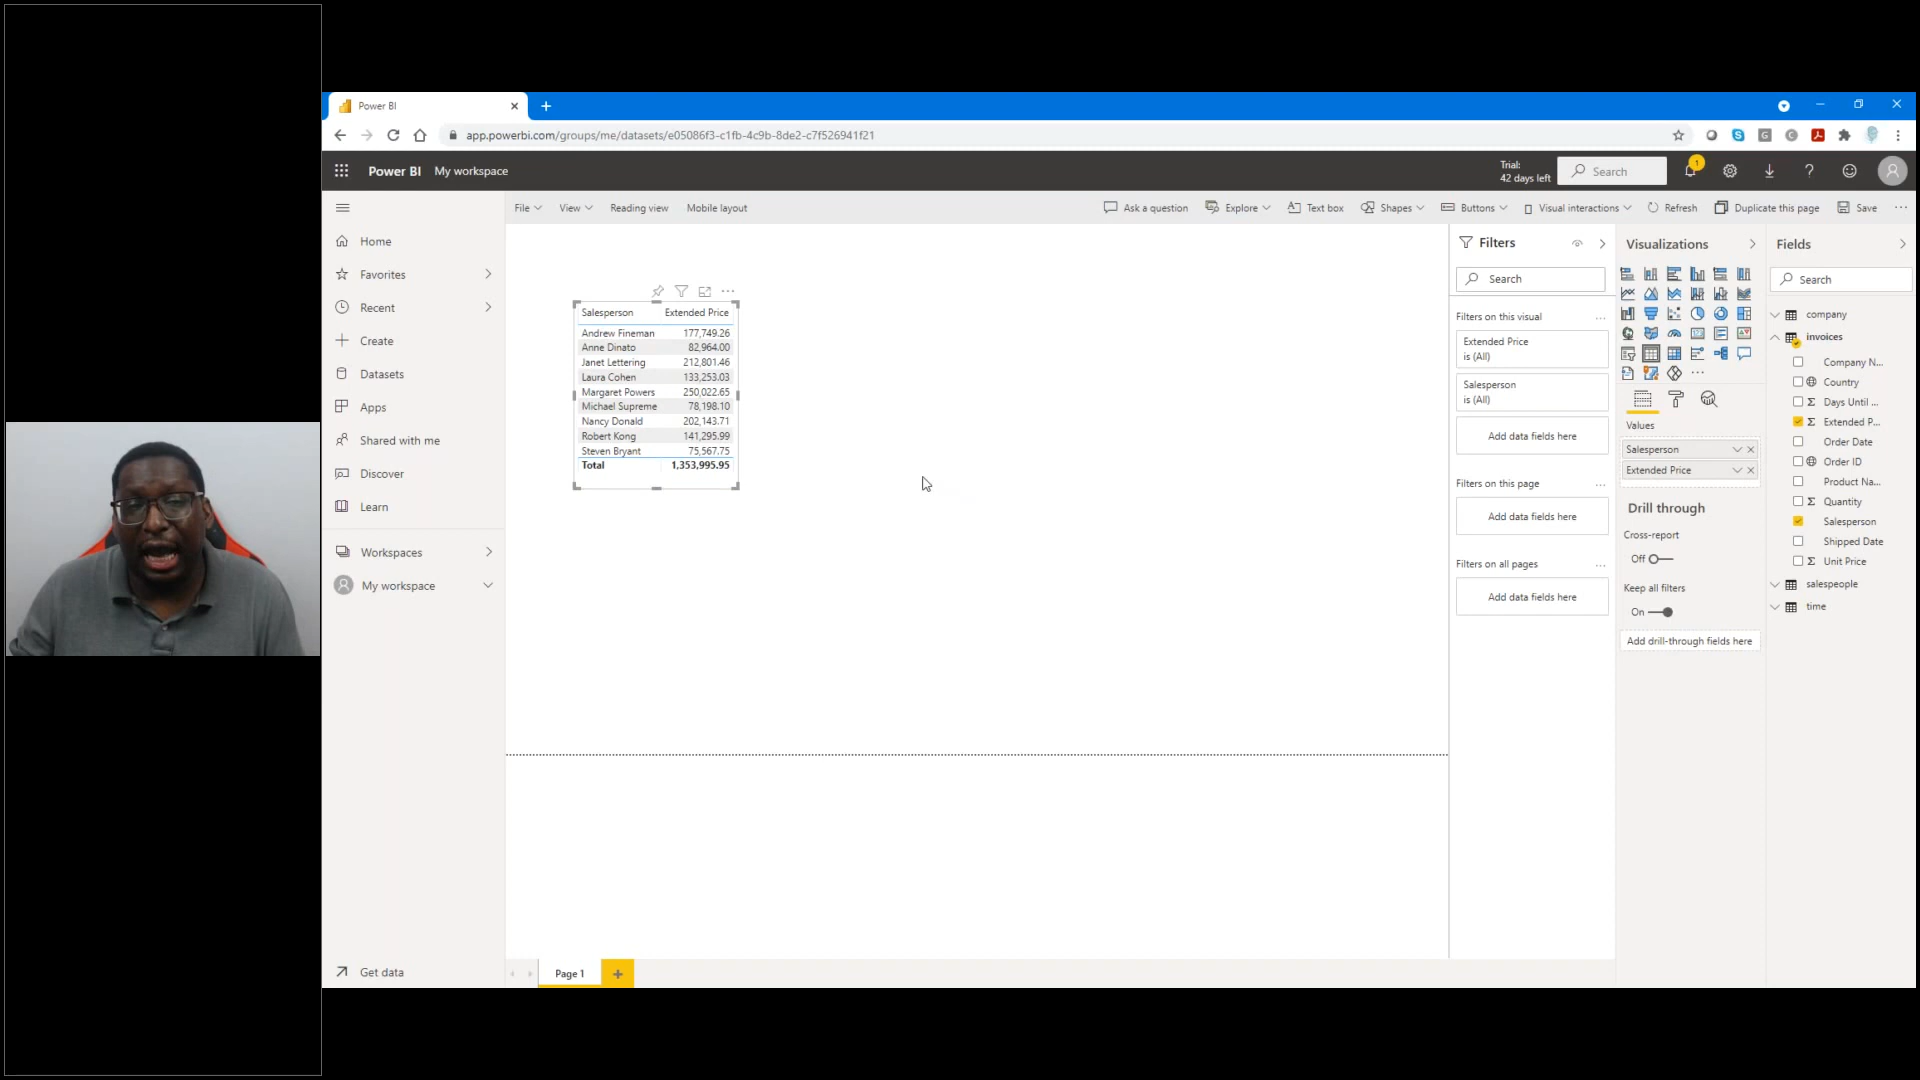 Power BI
app.powerbi.com/groups/me/datasets/e05086f3-c1fb-4c9b-8de2-c7f526941f21
Power BI My workspace
Trial:
42 days left
Search
1
File View Reading view Mobile layout
Ask a question Explore Text box Shapes Buttons Visual interactions Refresh Duplicate this page Save
Home
Favorites
Recent
Create
Datasets
Apps
Shared with me
Discover
Learn
Workspaces
My workspace
Get data
Salesperson Extended Price
Andrew Fineman 177,749.26
Anne Dinato 82,964.00
Janet Lettering 212,801.46
Laura Cohen 133,253.03
Margaret Powers 250,022.65
Michael Supreme 78,198.10
Nancy Donald 202,143.71
Robert Kong 141,295.99
Steven Bryant 75,567.75
Total 1,353,995.95
Page 1
Filters
Search
Filters on this visual
Extended Price
is (All)
Salesperson
is (All)
Add data fields here
Filters on this page
Add data fields here
Filters on all pages
Add data fields here
Visualizations
Values
Salesperson
Extended Price
Drill through
Cross-report
Off
Keep all filters
On
Add drill-through fields here
Fields
Search
company
invoices
Company N...
Country
Days Until ...
Extended P...
Order Date
Order ID
Product Na...
Quantity
Salesperson
Shipped Date
Unit Price
salespeople
time